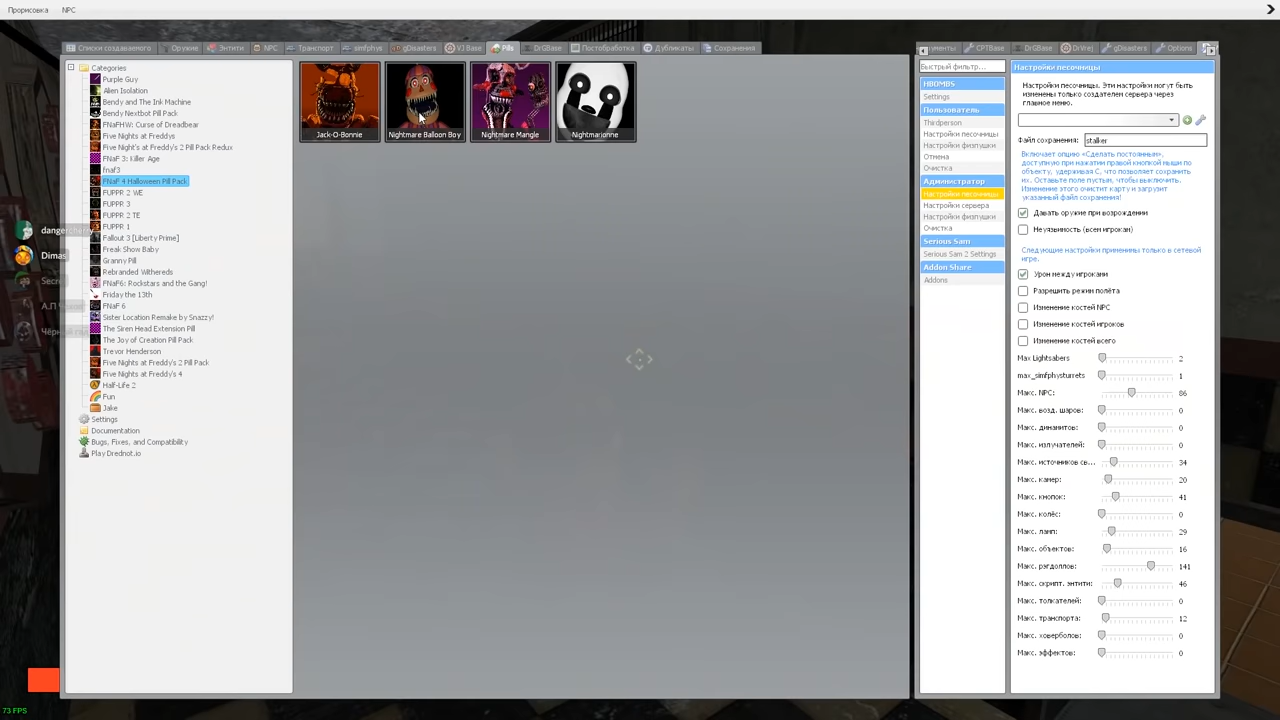 Прорисовка
NPC
Списки создаваемого
Оружие
Энтити
NPC
Транспорт
simfphys
gDisasters
VJ Base
Pills
DrGBase
Постобработка
Дубликаты
Сохранения
Categories
Purple Guy
Alien Isolation
Bendy and The Ink Machine
Bendy Nextbot Pill Pack
FNaFHW: Curse of Dreadbear
Five Nights at Freddys
Five Night's at Freddy's 2 Pill Pack Redux
FNaF 3: Killer Age
fnaf3
FNaF 4 Halloween Pill Pack
FUPPR 2 WE
FUPPR 3
FUPPR 2 TE
FUPPR 1
Fallout 3 [Liberty Prime]
Freak Show Baby
Granny Pill
Rebranded Withereds
FNaF6: Rockstars and the Gang!
Friday the 13th
FNaF 6
Sister Location Remake by Snazzy!
The Siren Head Extension Pill
The Joy of Creation Pill Pack
Trevor Henderson
Five Nights at Freddy's 2 Pill Pack
Five Nights at Freddy's 4
Half-Life 2
Fun
Jake
Settings
Documentation
Bugs, Fixes, and Compatibility
Play Drednot.io
Jack-O-Bonnie
Nightmare Balloon Boy
Nightmare Mangle
Nightmarionne
dangercherry
Dimas
73 FPS
ументы
CPTBase
DrGBase
DrVrej
gDisasters
Options
Быстрый фильтр...
HBOMBS
Settings
Пользователь
Thirdperson
Настройки песочницы
Настройки физпушки
Отмена
Очистка
Администратор
Настройки песочницы
Настройки сервера
Настройки физпушки
Очистка
Serious Sam
Serious Sam 2 Settings
Addon Share
Addons
Настройки песочницы
Настройки песочницы. Эти настройки могут быть
изменены только создателем сервера через
главное меню.
Файл сохранения:
stalker
Включает опцию «Сделать постоянным»,
доступную при нажатии правой кнопкой мыши по
объекту, удерживая C, что позволяет сохранить
их. Оставьте поле пустым, чтобы выключить.
Изменение этого очистит карту и загрузит
указанный файл сохранения!
Давать оружие при возрождении
Неуязвимость (всем игрокам)
Следующие настройки применимы только в сетевой
игре.
Урон между игроками
Разрешить режим полёта
Изменение костей NPC
Изменение костей игроков
Изменение костей всего
Max Lightsabers 2
max_simfphysturrets 1
Макс. NPC: 86
Макс. возд. шаров: 0
Макс. динамитов: 0
Макс. излучателей: 0
Макс. источников св... 34
Макс. камер: 20
Макс. кнопок: 41
Макс. колёс: 0
Макс. ламп: 29
Макс. объектов: 16
Макс. рэгдоллов: 141
Макс. скрипт. энтити: 46
Макс. толкателей: 0
Макс. транспорта: 12
Макс. ховерболов: 0
Макс. эффектов: 0